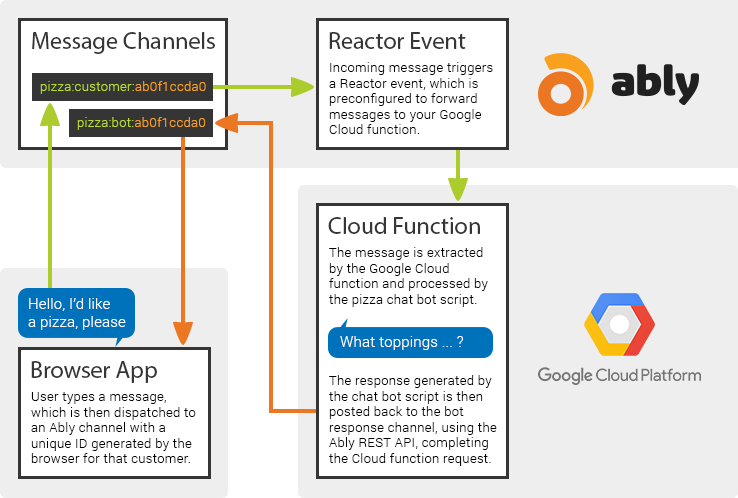 Message Channels
pizza:customer:ab0f1ccda0
pizza:bot:ab0f1ccda0
Reactor Event
Incoming message triggers
a Reactor event, which is
preconfigured to forward
messages to your Google
Cloud function.
ably
Cloud Function
The message is extracted
by the Google Cloud
function and processed by
the pizza chat bot script.
What toppings ... ?
The response generated by
the chat bot script is then
posted back to the bot
response channel, using the
Ably REST API, completing
the Cloud function request.
Google Cloud Platform
Hello, I'd like
a pizza, please
Browser App
User types a message,
which is then dispatched to
an Ably channel with a
unique ID generated by the
browser for that customer.